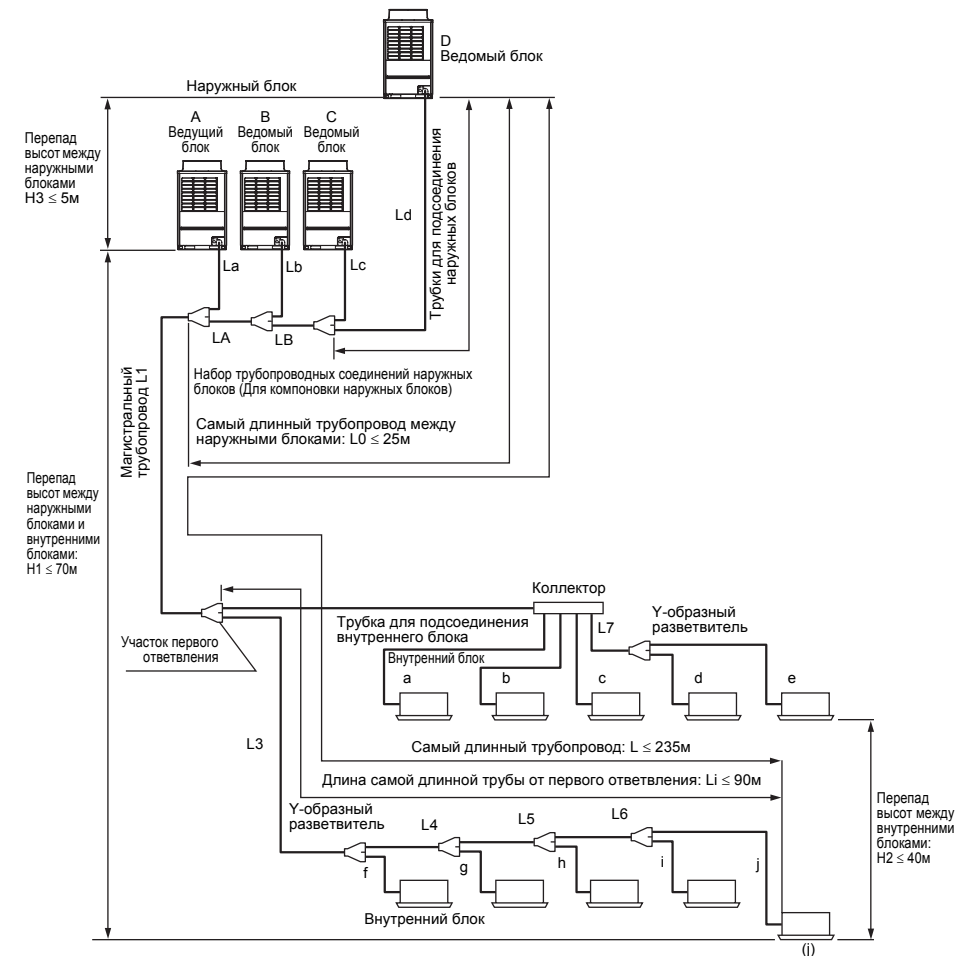 D
Ведомый блок
Наружный блок
A
Ведущий
блок
B
Ведомый
блок
C
Ведомый
блок
Перепад
высот между
наружными
блоками
H3 ≤ 5м
Трубки для подсоединения
наружных блоков
Ld
La
Lb
Lc
LA
LB
Набор трубопроводных соединений наружных
блоков (Для компоновки наружных блоков)
Магистральный
трубопровод L1
Самый длинный трубопровод между
наружными блоками: L0 ≤ 25м
Перепад
высот между
наружными
блоками и
внутренними
блоками:
H1 ≤ 70м
Коллектор
Трубка для подсоединения
внутреннего блока
L7
Y-образный
разветвитель
Участок первого
ответвления
Внутренний блок
a
b
c
d
e
L3
Самый длинный трубопровод: L ≤ 235м
Длина самой длинной трубы от первого ответвления: Li ≤ 90м
Y-образный
разветвитель
L4
L5
L6
Перепад
высот между
внутренними
блоками:
H2 ≤ 40м
f
g
h
i
j
Внутренний блок
(j)